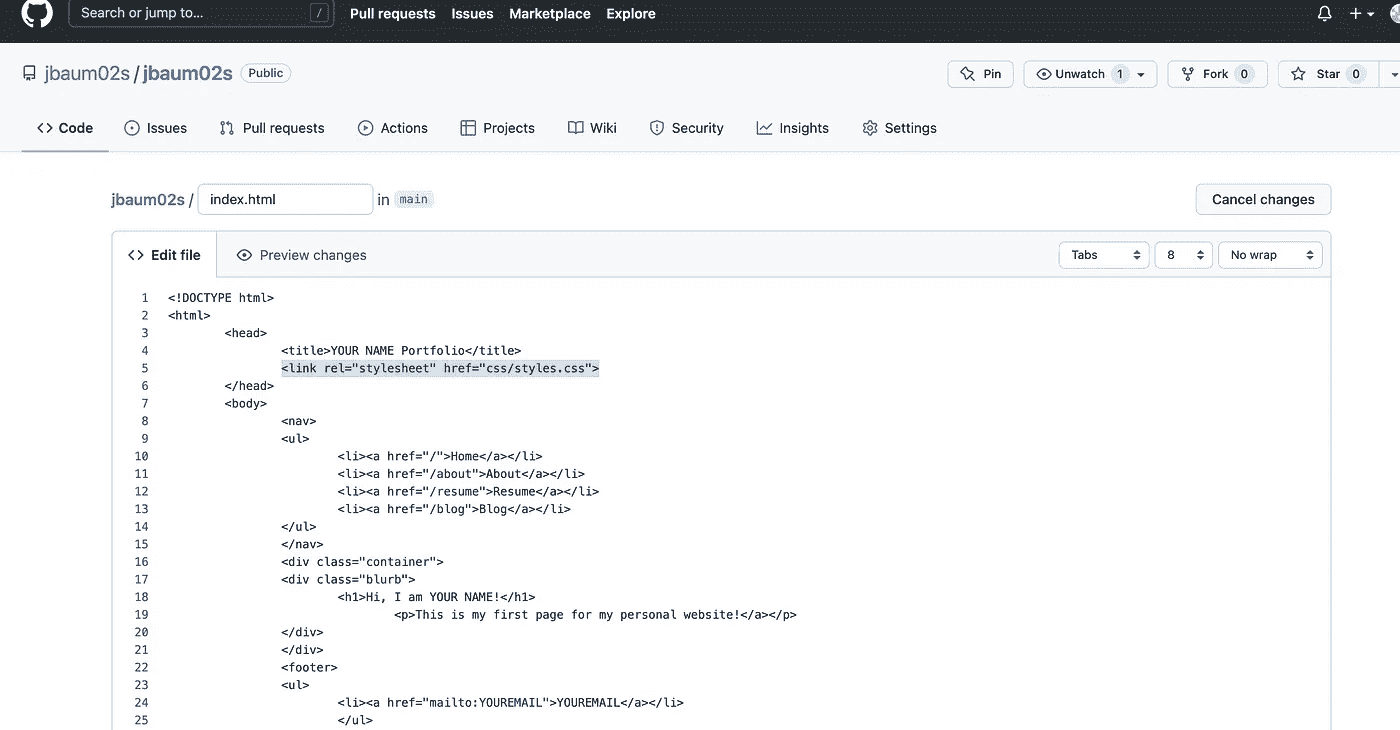 Search or jump to... / Pull requests Issues Marketplace Explore
jbaum02s / jbaum02s Public Pin Unwatch 1 Fork 0 Star 0
Code Issues Pull requests Actions Projects Wiki Security Insights Settings
jbaum02s / index.html in main Cancel changes
<> Edit file Preview changes Tabs 8 No wrap
1 <!DOCTYPE html>
2 <html>
3 <head>
4 <title>YOUR NAME Portfolio</title>
5 <link rel="stylesheet" href="css/styles.css">
6 </head>
7 <body>
8 <nav>
9 <ul>
10 <li><a href="/">Home</a></li>
11 <li><a href="/about">About</a></li>
12 <li><a href="/resume">Resume</a></li>
13 <li><a href="/blog">Blog</a></li>
14 </ul>
15 </nav>
16 <div class="container">
17 <div class="blurb">
18 <h1>Hi, I am YOUR NAME!</h1>
19 <p>This is my first page for my personal website!</a></p>
20 </div>
21 </div>
22 <footer>
23 <ul>
24 <li><a href="mailto:YOUREMAIL">YOUREMAIL</a></li>
25 </ul>